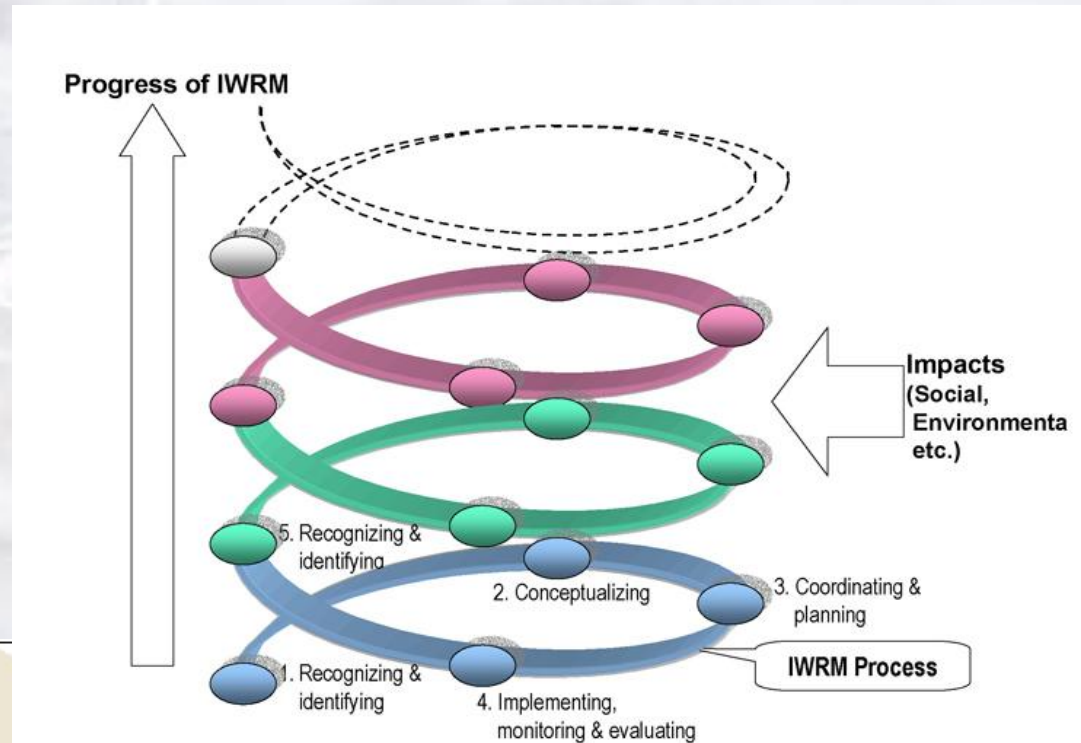 Progress of IWRM
Impacts
(Social,
Environmenta
etc.)
5. Recognizing &
identifying
2. Conceptualizing
3. Coordinating &
planning
IWRM Process
1. Recognizing &
identifying
4. Implementing,
monitoring & evaluating